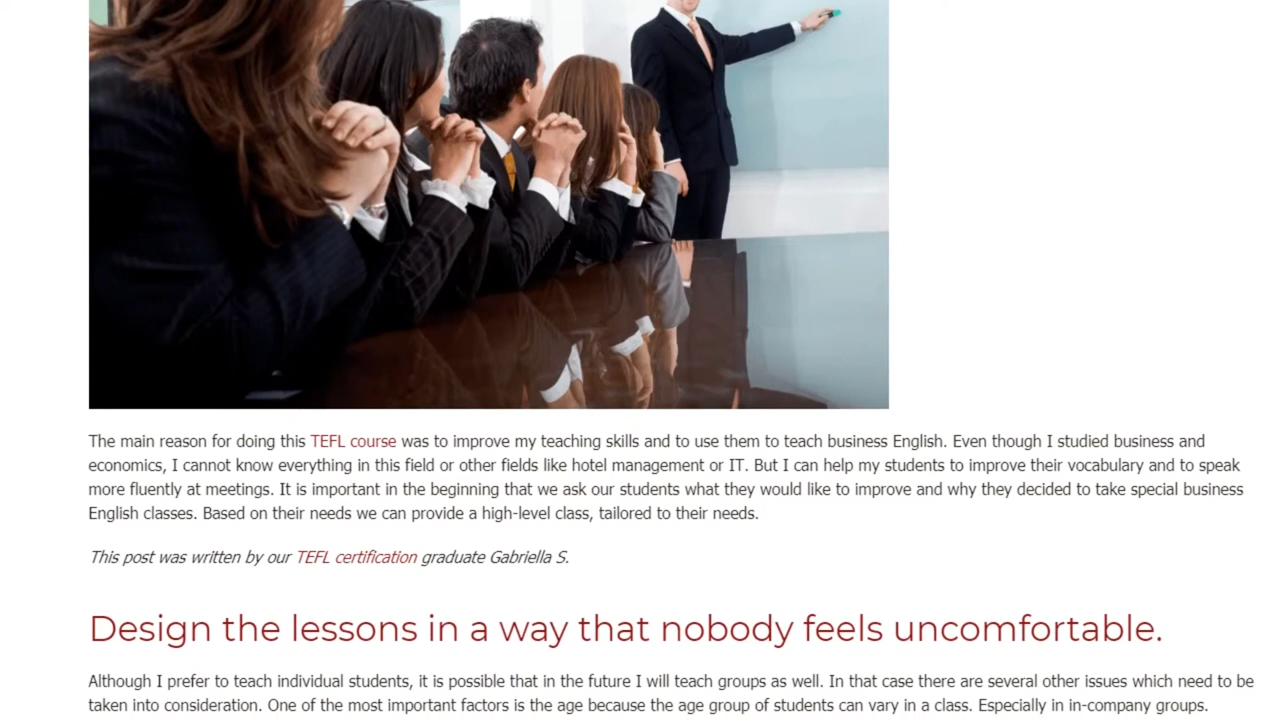 The main reason for doing this TEFL course was to improve my teaching skills and to use them to teach business English. Even though I studied business and
economics, I cannot know everything in this field or other fields like hotel management or IT. But I can help my students to improve their vocabulary and to speak
more fluently at meetings. It is important in the beginning that we ask our students what they would like to improve and why they decided to take special business
English classes. Based on their needs we can provide a high-level class, tailored to their needs.
This post was written by our TEFL certification graduate Gabriella S.
Design the lessons in a way that nobody feels uncomfortable.
Although I prefer to teach individual students, it is possible that in the future I will teach groups as well. In that case there are several other issues which need to be
taken into consideration. One of the most important factors is the age because the age group of students can vary in a class. Especially in in-company groups.